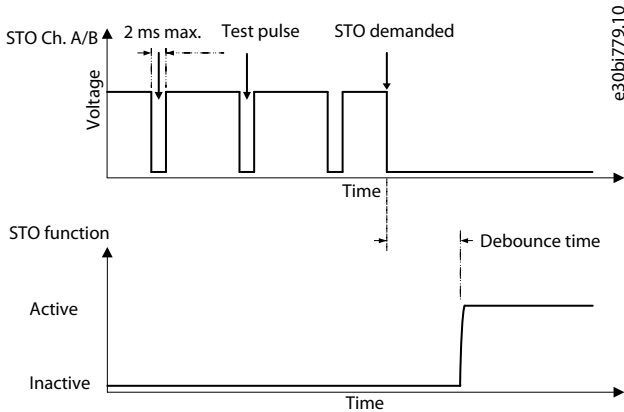 STO Ch. A/B
2 ms max.
Test pulse
STO demanded
e30bi779.10
Voltage
Time
STO function
Debounce time
Active
Inactive
Time